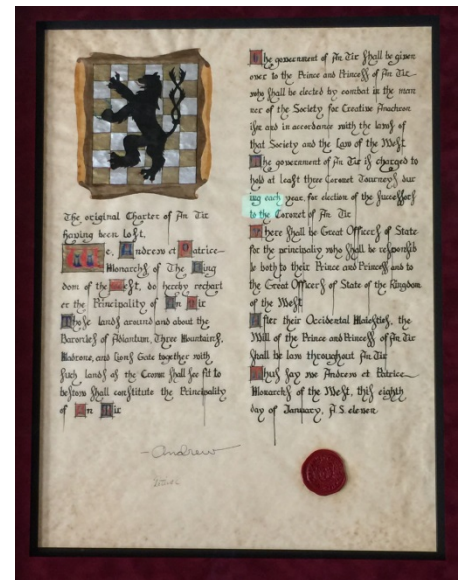 The original Charter of An Tir
having been lost,
We, Andrew et Patrice
Monarchs of The King
dom of the West, do hereby rechart
er the Principality of An Tir
Those lands around and about the
Baronies of Adiantum, Three Mountains,
Madrone, and Lions Gate together with
such lands of the Crown shall see fit to
bestow shall constitute the Principality
of An Tir
-Andrew
The government of An Tir shall be given
over to the Prince and Princess of An Tir
who shall be elected by combat in the man
ner of the Society for Creative Anachron
ism and in accordance with the laws of
that Society and the Law of the West
The government of An Tir is charged to
hold at least three Coronet Tourneys dur
ing each year, for election of the successors
to the Coronet of An Tir
There shall be Great Officers of State
for the principality who shall be responsib
le both to their Prince and Princess and to
the Great Officers of State of the Kingdom
of the West
After their Occidental Majesties, the
Will of the Prince and Princess of An Tir
shall be law throughout An Tir
Thus say we Andrew et Patrice
Monarchs of the West, this eighth
day of January, A.S. eleven